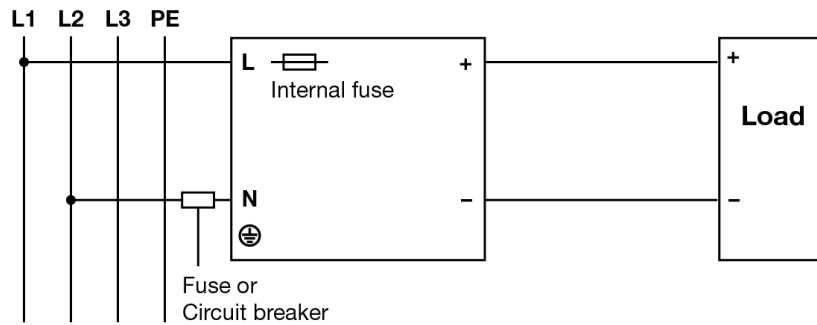 L1 L2 L3 PE
L + +
Internal fuse
Load
N − −
Fuse or
Circuit breaker